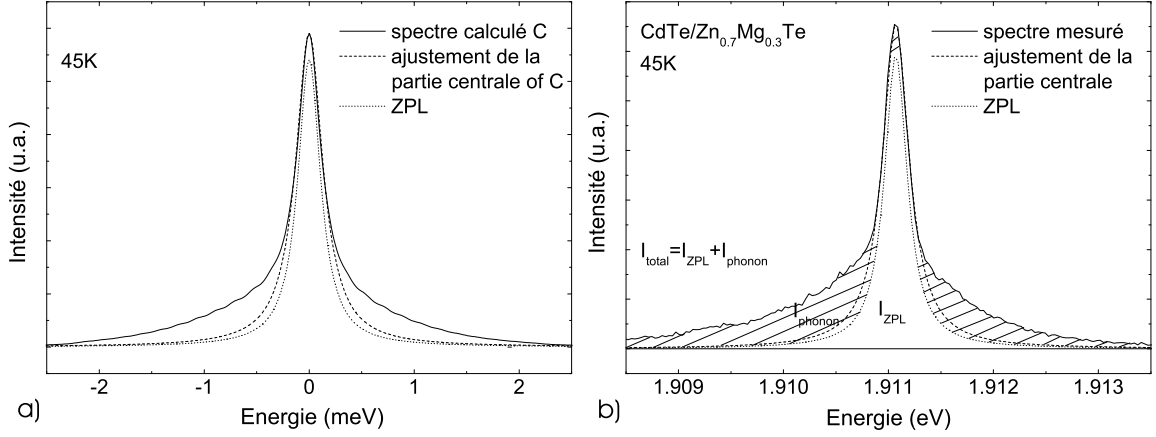 45K
spectre calculé C
ajustement de la
partie centrale of C
ZPL
Intensité (u.a.)
-2 -1 0 1 2
Energie (meV)
a)
CdTe/Zn0.7Mg0.3Te
45K
spectre mesuré
ajustement de la
partie centrale
ZPL
Intensité (u.a.)
Itotal=IZPL+Iphonon
Iphonon
IZPL
1.909 1.910 1.911 1.912 1.913
Energie (eV)
b)